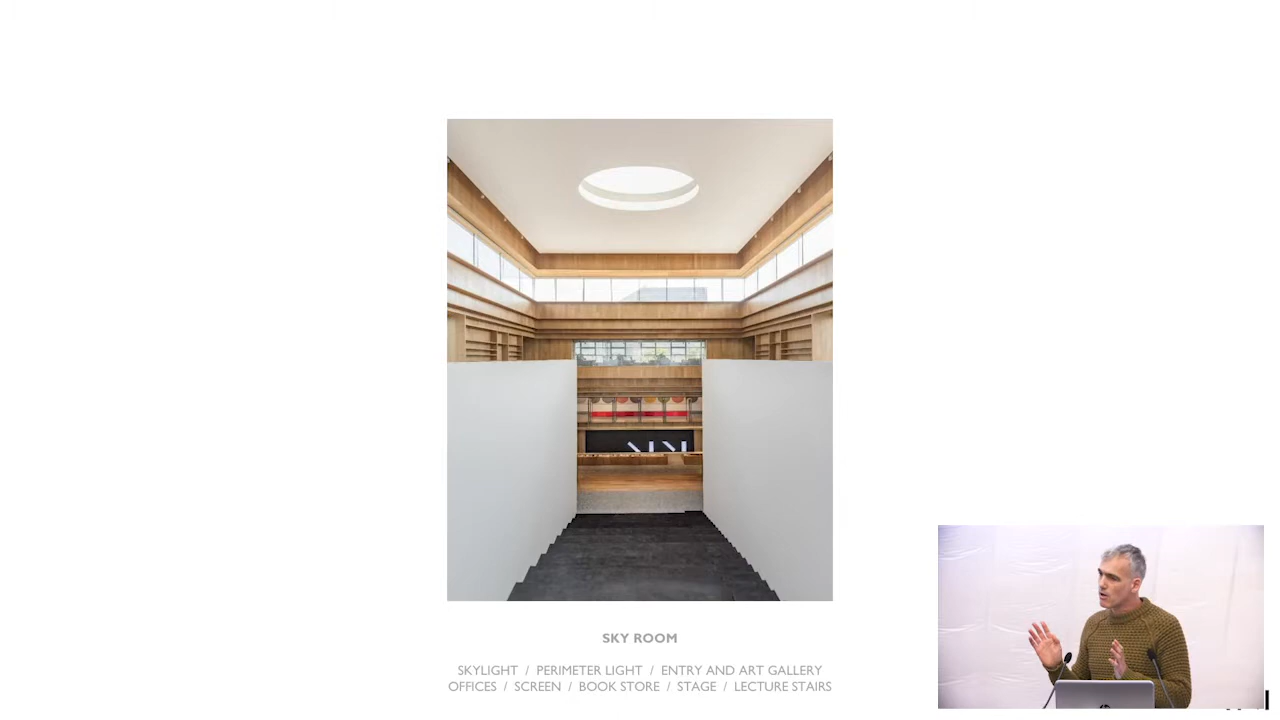 SKY ROOM
SKYLIGHT / PERIMETER LIGHT / ENTRY AND ART GALLERY
OFFICES / SCREEN / BOOK STORE / STAGE / LECTURE STAIRS